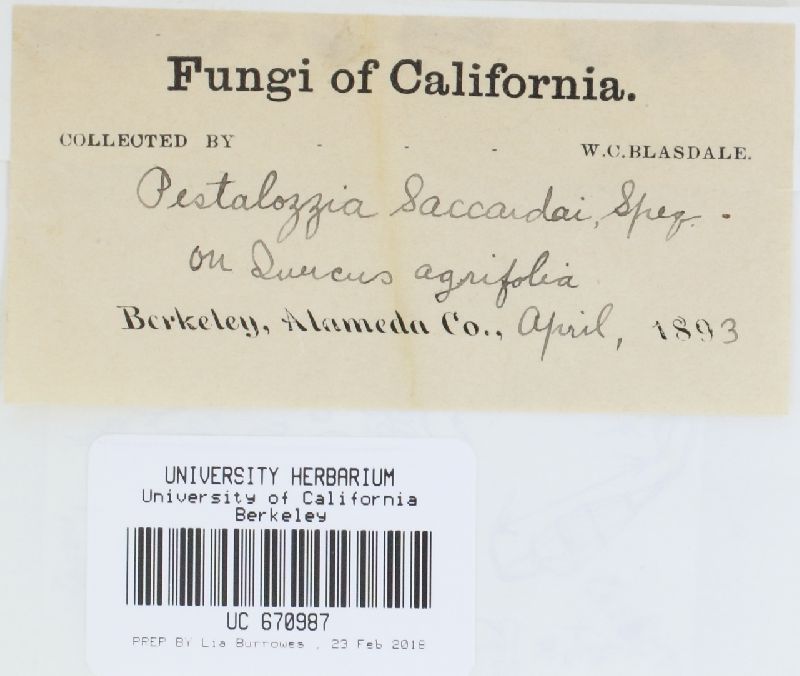 Fungi of California.
COLLECTED BY - - - W.C.BLASDALE.
Pestalozzia Saccardai, Speg. -
on Quercus agrifolia
Berkeley, Alameda Co., April, 1893
UNIVERSITY HERBARIUM
University of California
Berkeley
UC 670987
PREP BY Lia Burrowes , 23 Feb 2018